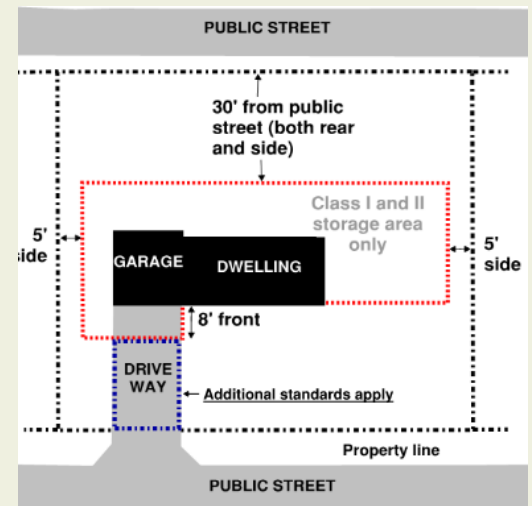 PUBLIC STREET
30' from public
street (both rear
and side)
Class I and II
storage area
only
5'
side
GARAGE
DWELLING
5'
side
8' front
DRIVE
WAY
Additional standards apply
Property line
PUBLIC STREET